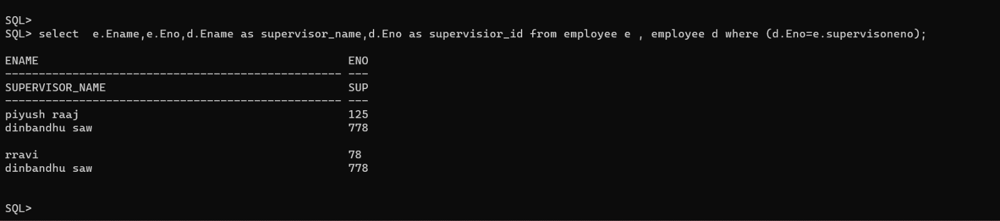 SQL>
SQL> select  e.Ename,e.Eno,d.Ename as supervisor_name,d.Eno as supervisior_id from employee e , employee d where (d.Eno=e.supervisoneno);
ENAME                                              ENO
-------------------------------------------------- ---
SUPERVISOR_NAME                                    SUP
-------------------------------------------------- ---
piyush raaj                                        125
dinbandhu saw                                      778
rravi                                              78
dinbandhu saw                                      778
SQL>